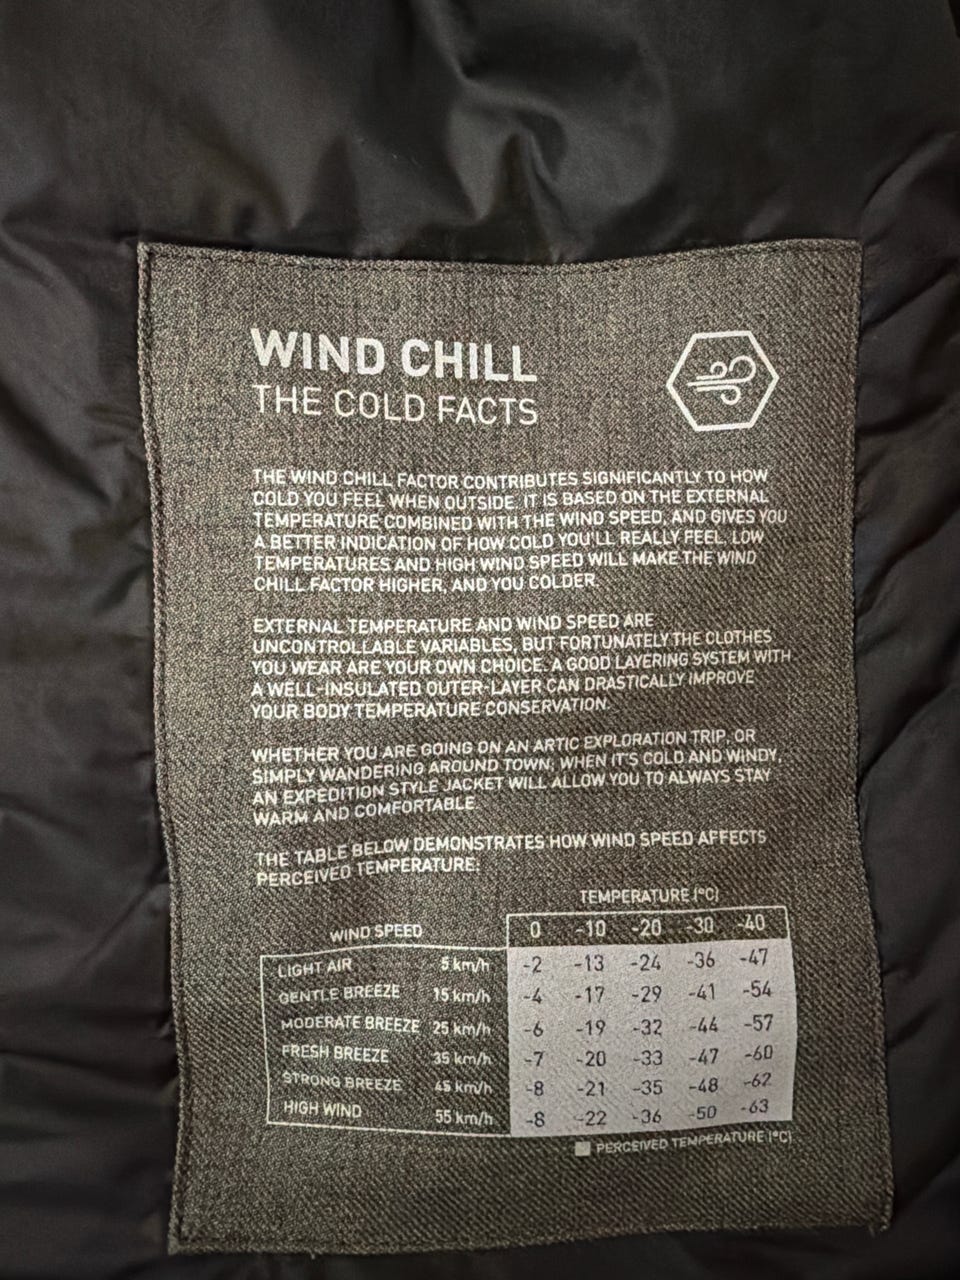 WIND CHILL
THE COLD FACTS
THE WIND CHILL FACTOR CONTRIBUTES SIGNIFICANTLY TO HOW
COLD YOU FEEL WHEN OUTSIDE. IT IS BASED ON THE EXTERNAL
TEMPERATURE COMBINED WITH THE WIND SPEED, AND GIVES YOU
A BETTER INDICATION OF HOW COLD YOU'LL REALLY FEEL. LOW
TEMPERATURES AND HIGH WIND SPEED WILL MAKE THE WIND
CHILL FACTOR HIGHER, AND YOU COLDER.
EXTERNAL TEMPERATURE AND WIND SPEED ARE
UNCONTROLLABLE VARIABLES, BUT FORTUNATELY THE CLOTHES
YOU WEAR ARE YOUR OWN CHOICE. A GOOD LAYERING SYSTEM WITH
A WELL-INSULATED OUTER-LAYER CAN DRASTICALLY IMPROVE
YOUR BODY TEMPERATURE CONSERVATION.
WHETHER YOU ARE GOING ON AN ARTIC EXPLORATION TRIP, OR
SIMPLY WANDERING AROUND TOWN; WHEN IT'S COLD AND WINDY,
AN EXPEDITION STYLE JACKET WILL ALLOW YOU TO ALWAYS STAY
WARM AND COMFORTABLE.
THE TABLE BELOW DEMONSTRATES HOW WIND SPEED AFFECTS
PERCEIVED TEMPERATURE:
TEMPERATURE (°C)
WIND SPEED 0 -10 -20 -30 -40
LIGHT AIR 5 km/h -2 -13 -24 -36 -47
GENTLE BREEZE 15 km/h -4 -17 -29 -41 -54
MODERATE BREEZE 25 km/h -6 -19 -32 -44 -57
FRESH BREEZE 35 km/h -7 -20 -33 -47 -60
STRONG BREEZE 45 km/h -8 -21 -35 -48 -62
HIGH WIND 55 km/h -8 -22 -36 -50 -63
PERCEIVED TEMPERATURE (°C)